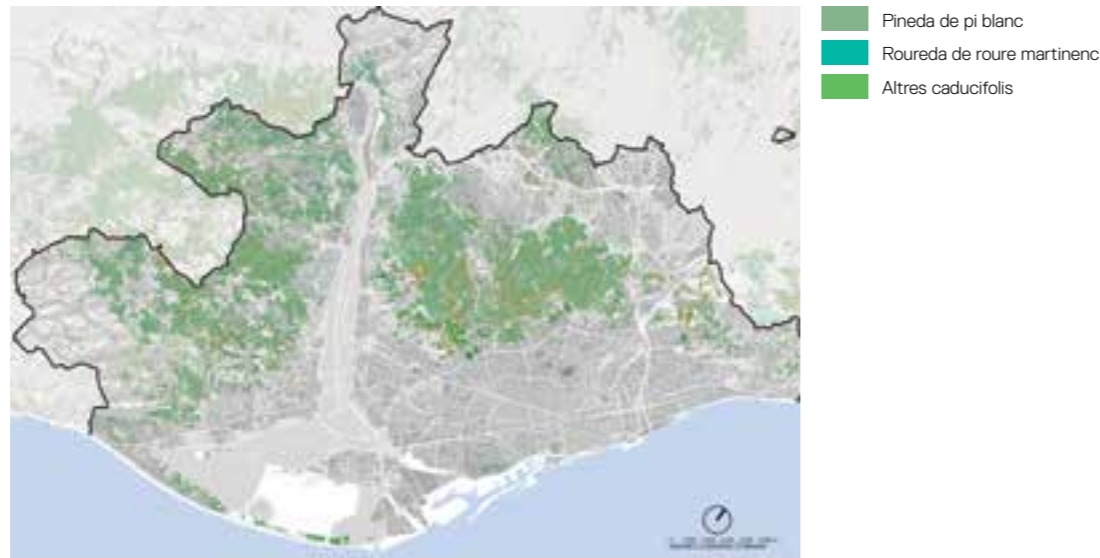 Pineda de pi blanc
Roureda de roure martinenc
Altres caducifolis